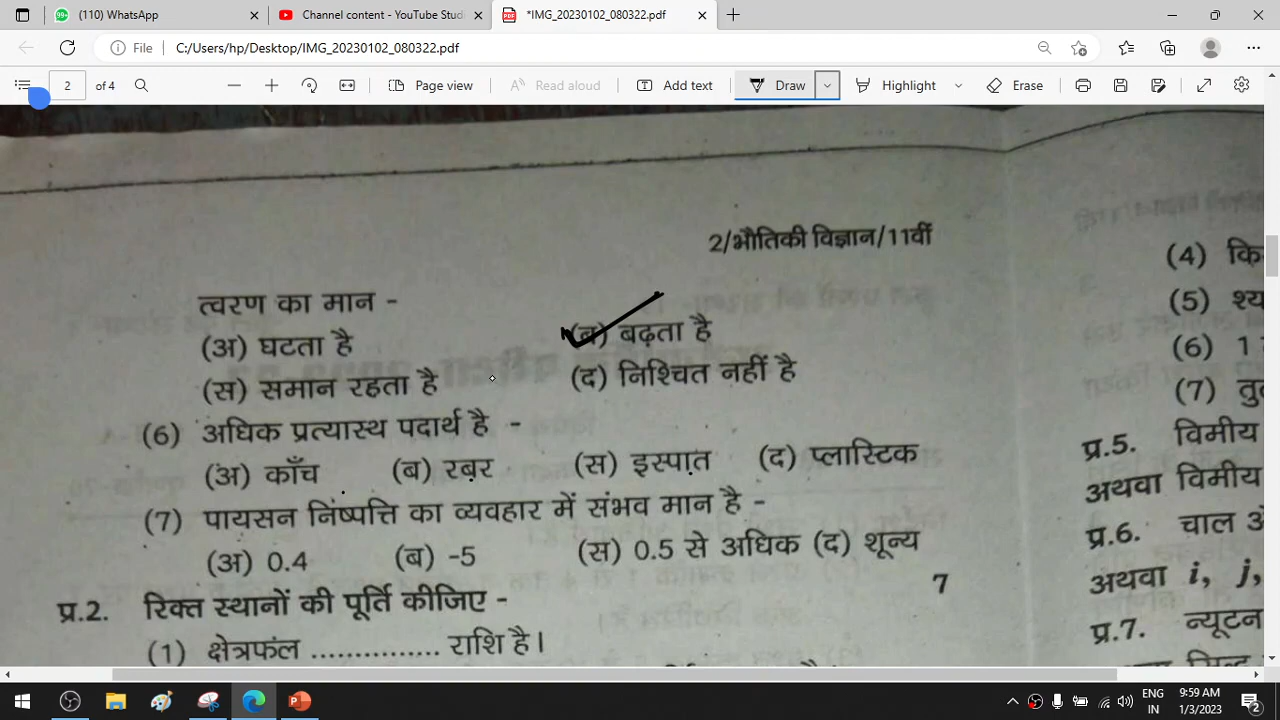 (110) WhatsApp
Channel content - YouTube Studi
*IMG_20230102_080322.pdf
File C:/Users/hp/Desktop/IMG_20230102_080322.pdf
2 of 4
Page view
Read aloud
Add text
Draw
Highlight
Erase
2/भौतिकी विज्ञान/11वीं
त्वरण का मान -
(अ) घटता है (ब) बढ़ता है
(स) समान रहता है (द) निश्चित नहीं है
(6) अधिक प्रत्यास्थ पदार्थ है -
(अ) काँच (ब) रबर (स) इस्पात (द) प्लास्टिक
(7) पायसन निष्पत्ति का व्यवहार में संभव मान है -
(अ) 0.4 (ब) -5 (स) 0.5 से अधिक (द) शून्य
प्र.2. रिक्त स्थानों की पूर्ति कीजिए - 7
(1) क्षेत्रफल ............... राशि है।
(4) कि
(5) श्य
(6) 1
(7) तु
प्र.5. विमीय
अथवा विमीय
प्र.6. चाल
अथवा i, j,
प्र.7. न्यूटन
ENG
IN
9:59 AM
1/3/2023